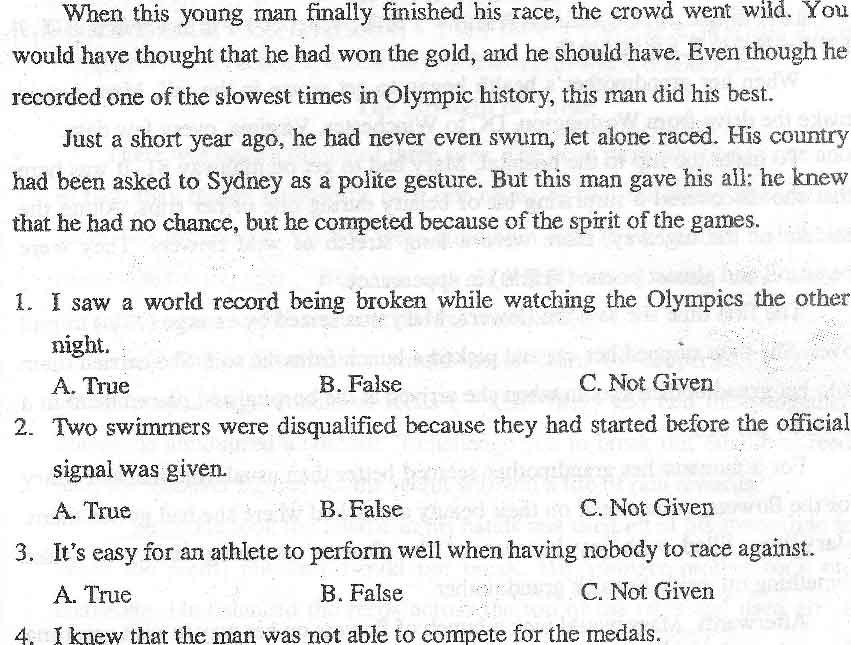 When this young man finally finished his race, the crowd went wild. You
would have thought that he had won the gold, and he should have. Even though he
recorded one of the slowest times in Olympic history, this man did his best.
Just a short year ago, he had never even swum, let alone raced. His country
had been asked to Sydney as a polite gesture. But this man gave his all: he knew
that he had no chance, but he competed because of the spirit of the games.
1. I saw a world record being broken while watching the Olympics the other
night.
A. True B. False C. Not Given
2. Two swimmers were disqualified because they had started before the official
signal was given.
A. True B. False C. Not Given
3. It's easy for an athlete to perform well when having nobody to race against.
A. True B. False C. Not Given
4. I knew that the man was not able to compete for the medals.